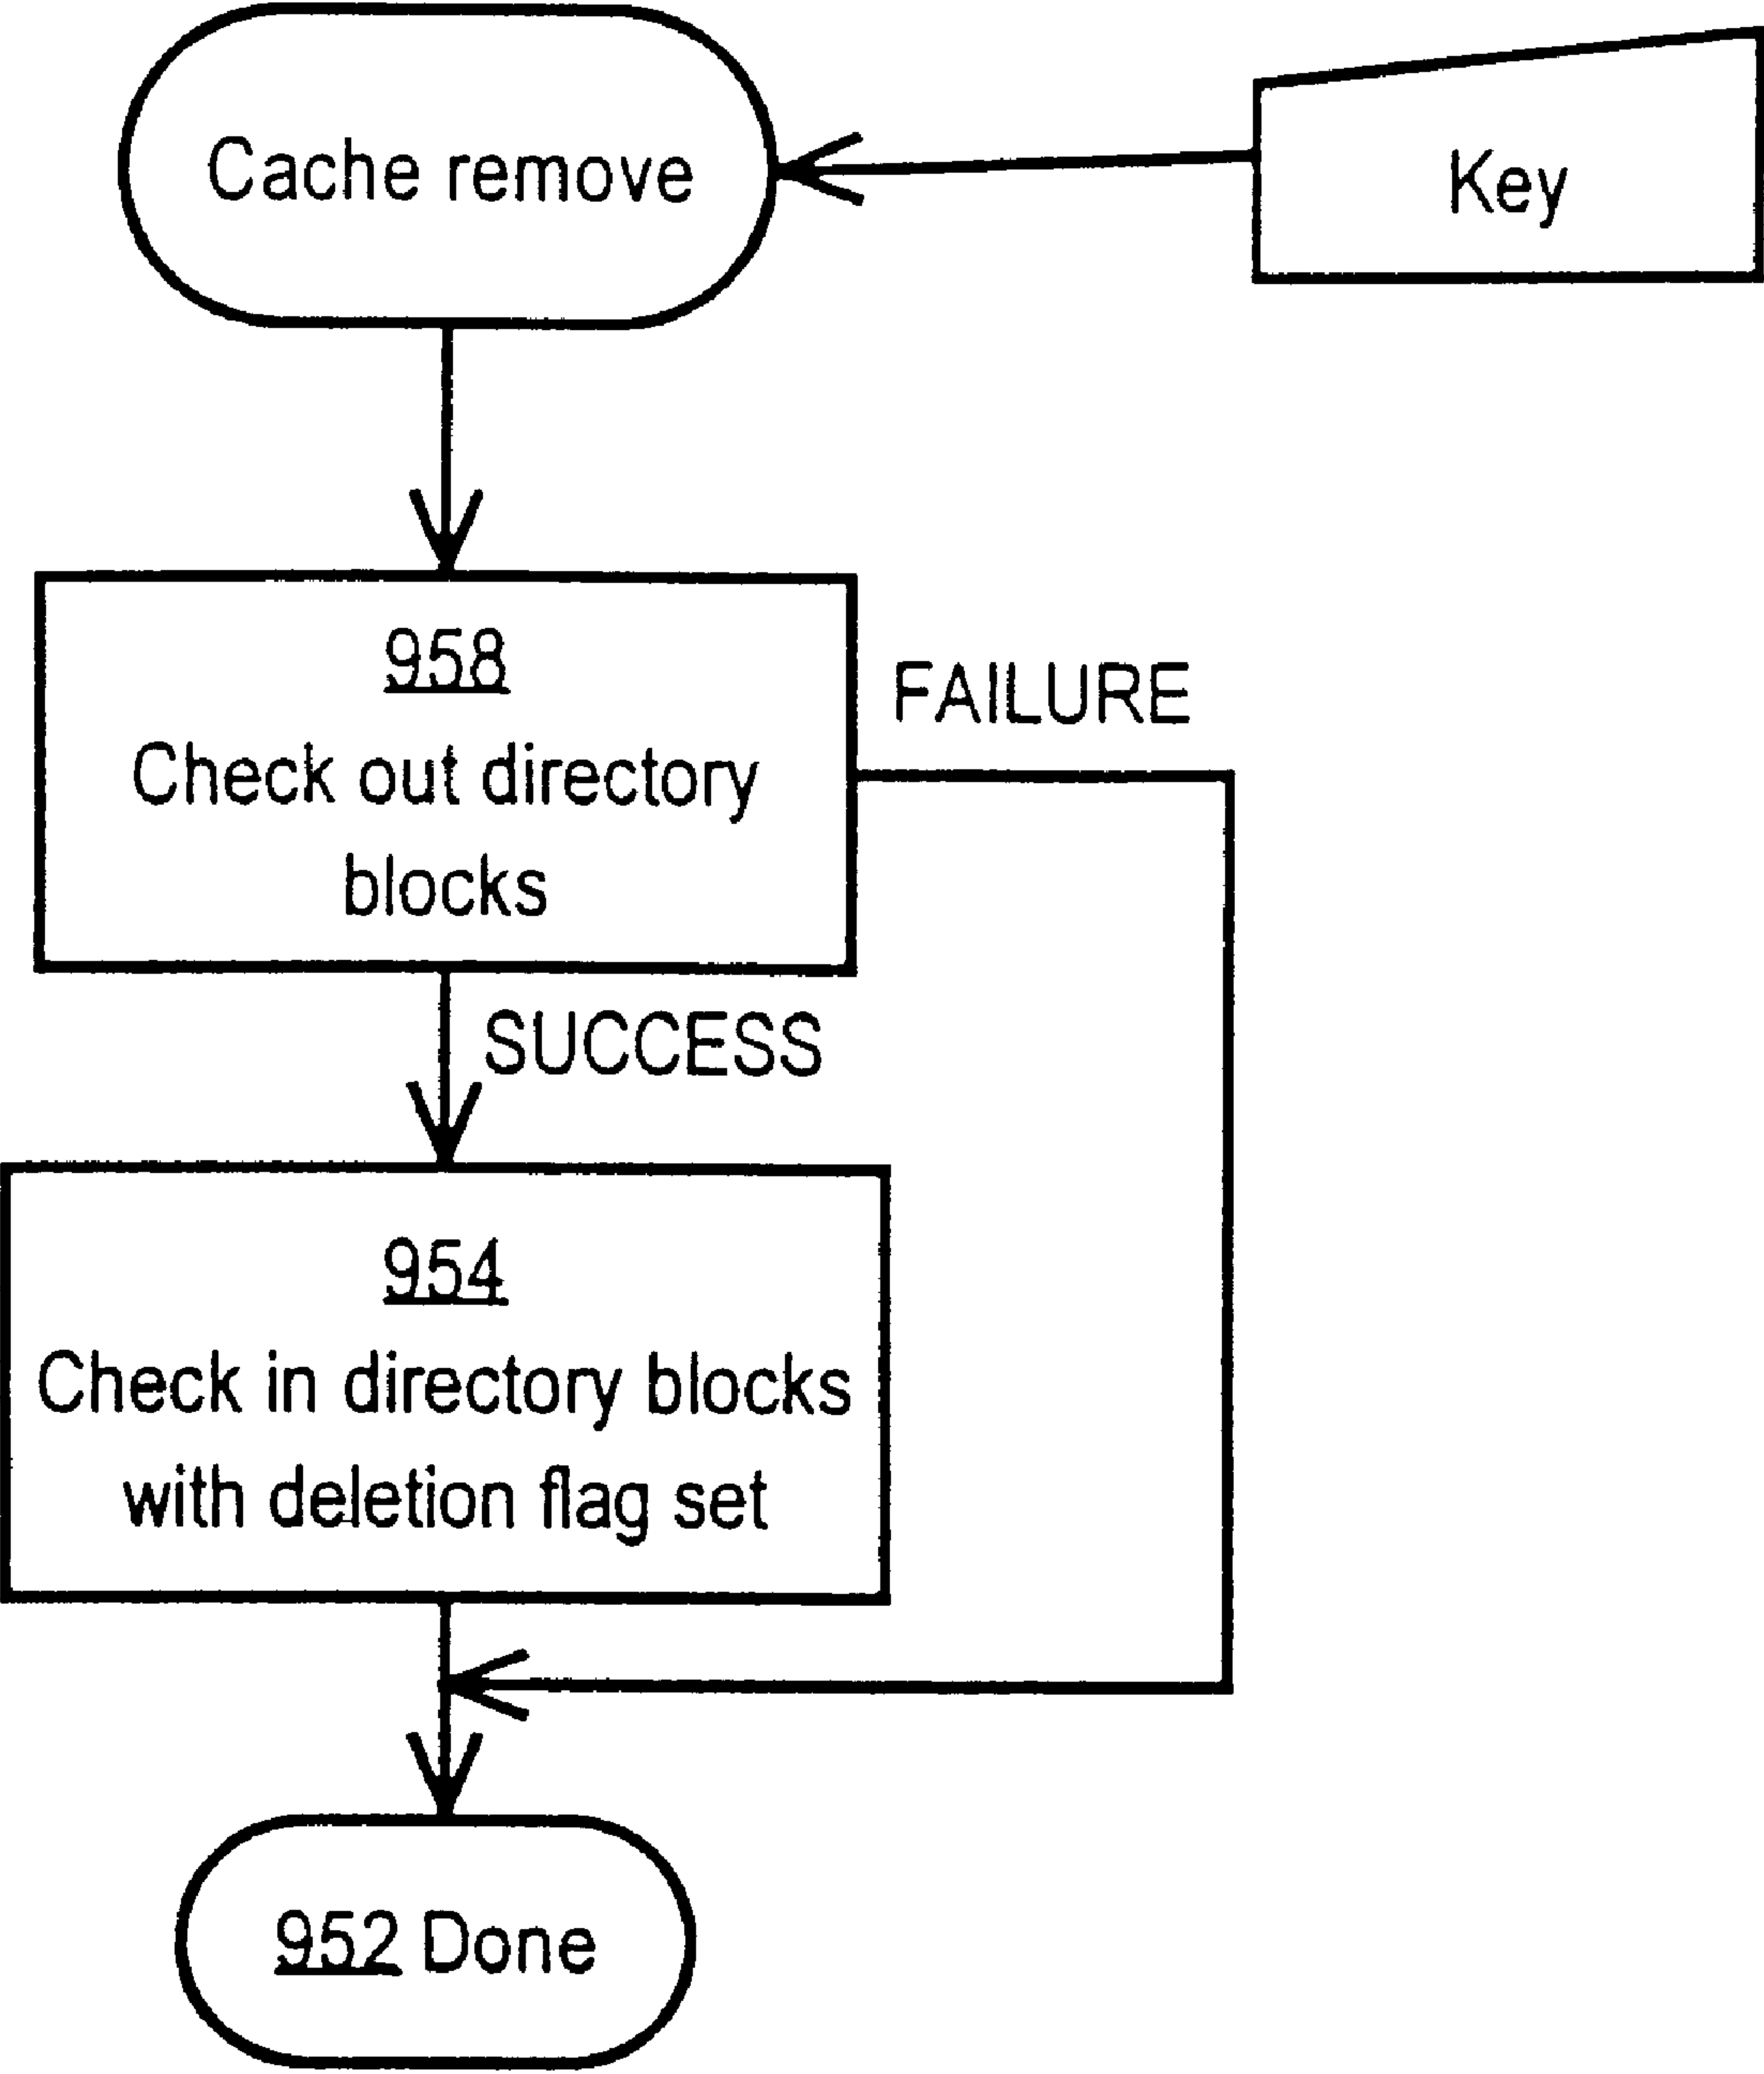 Cache remove
Key
958
Check out directory
blocks
FAILURE
SUCCESS
954
Check in directory blocks
with deletion flag set
952 Done